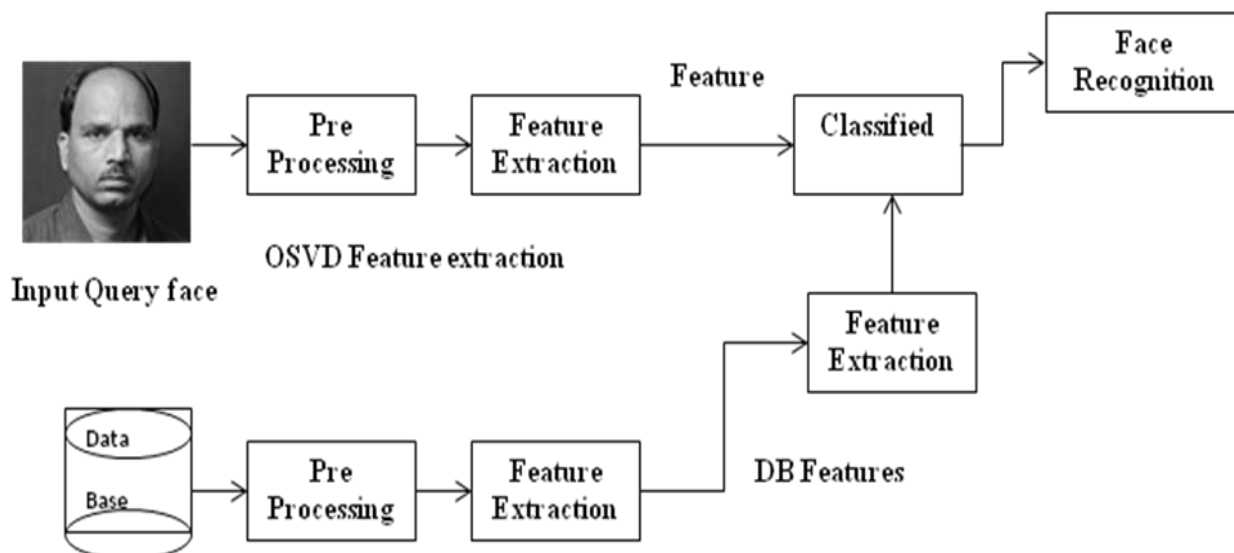 Face
Recognition
Feature
Pre
Processing
Feature
Extraction
Classified
OSVD Feature extraction
Input Query face
Feature
Extraction
Data
Base
Pre
Processing
Feature
Extraction
DB Features